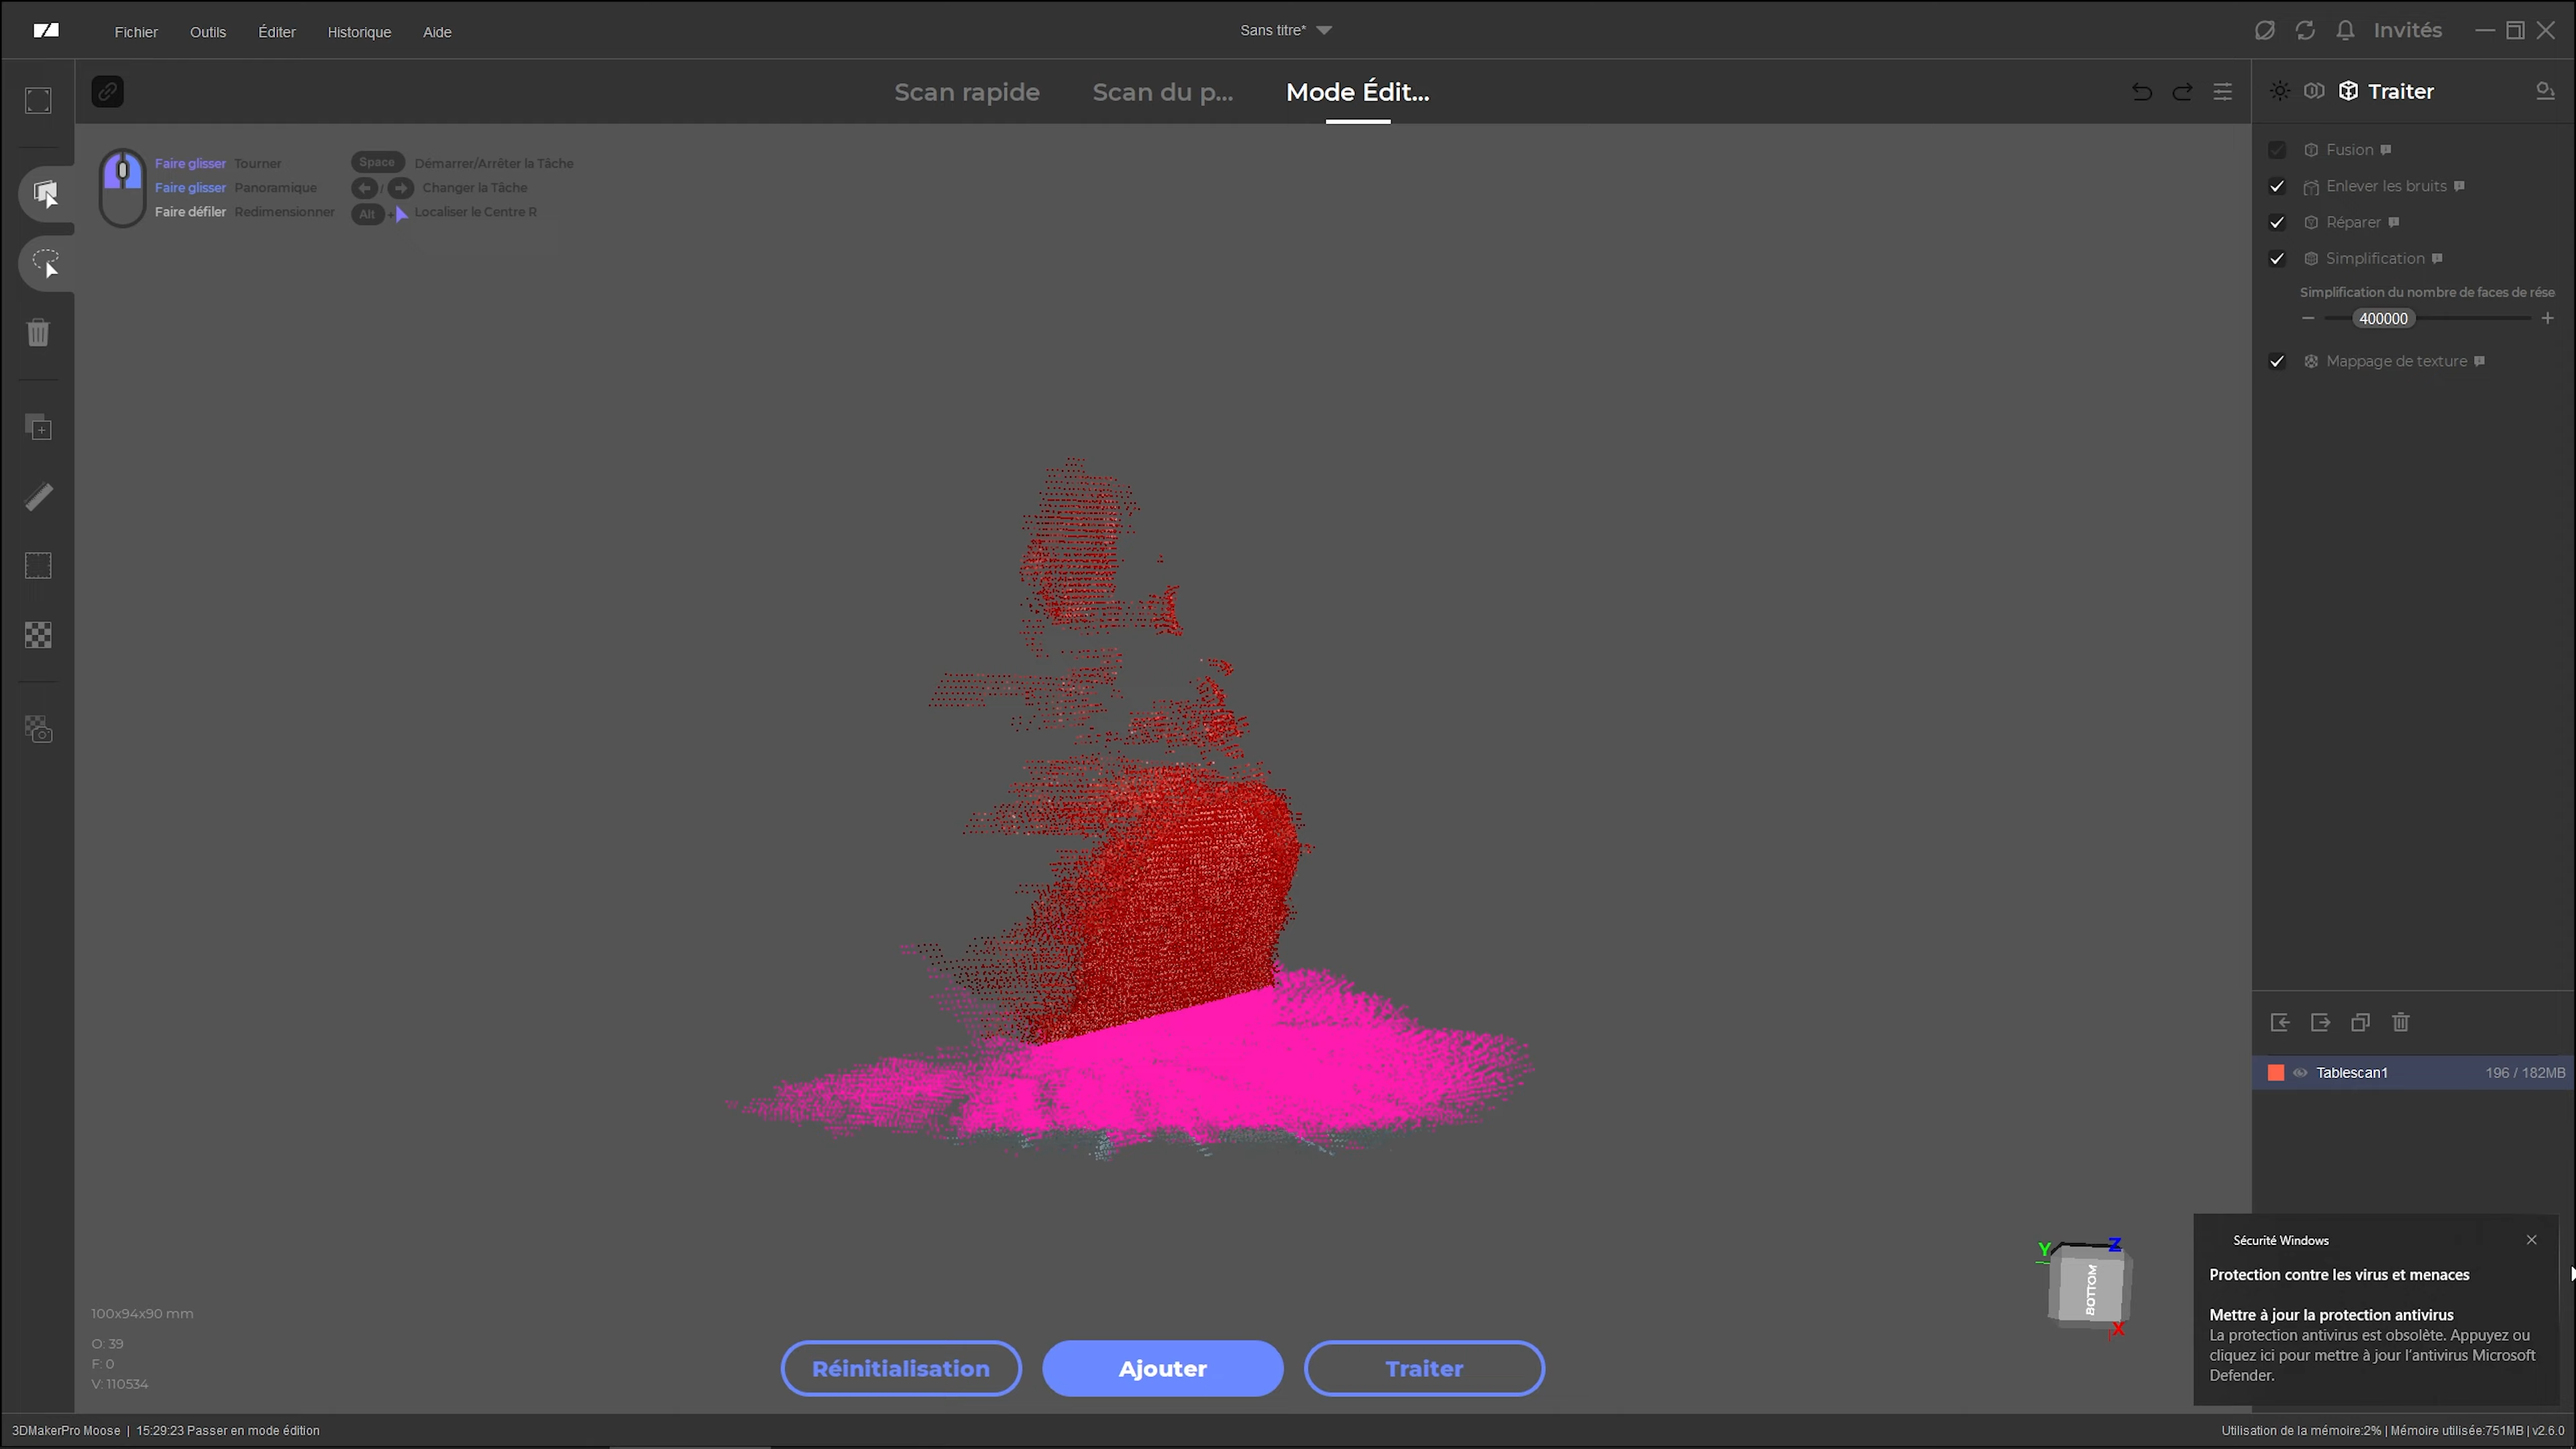 Fichier Outils Éditer Historique Aide
Sans titre*
Invités
Scan rapide Scan du p... Mode Édit...
Traiter
Faire glisser Tourner
Faire glisser Panoramique
Faire défiler Redimensionner
Space Démarrer/Arrêter la Tâche
/ Changer la Tâche
Alt + Localiser le Centre R
Fusion
Enlever les bruits
Réparer
Simplification
Simplification du nombre de faces de rése
400000
Mappage de texture
Tablescan1 196 / 182MB
Y Z
BOTTOM
X
Sécurité Windows
Protection contre les virus et menaces
Mettre à jour la protection antivirus
La protection antivirus est obsolète. Appuyez ou
cliquez ici pour mettre à jour l'antivirus Microsoft
Defender.
100x94x90 mm
O: 39
F: 0
V: 110534
Réinitialisation Ajouter Traiter
3DMakerPro Moose | 15:29:23 Passer en mode édition
Utilisation de la mémoire:2% | Mémoire utilisée:751MB | v2.6.0